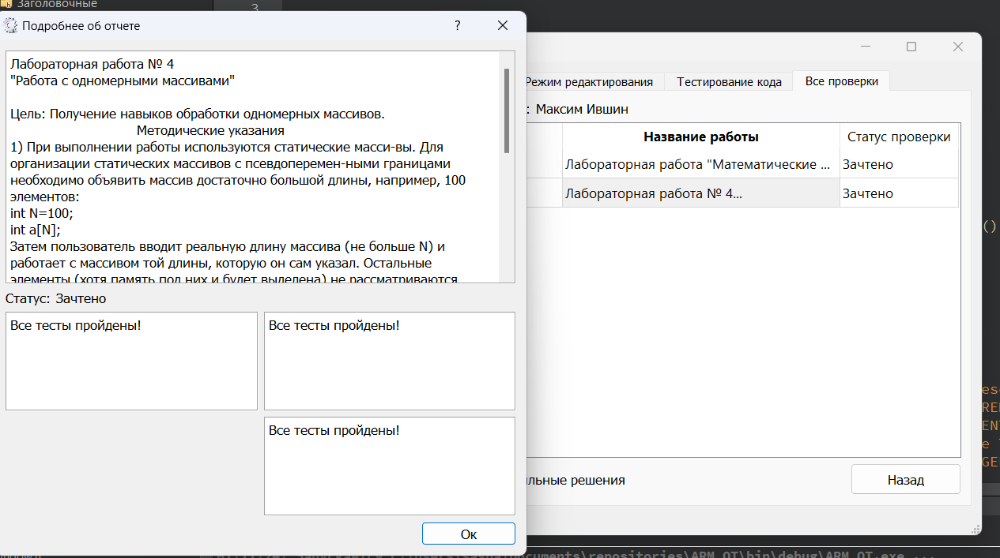 Заголовочные
3
Подробнее об отчете
?
Лабораторная работа № 4
"Работа с одномерными массивами"
Цель: Получение навыков обработки одномерных массивов.
Методические указания
1) При выполнении работы используются статические масси-вы. Для
организации статических массивов с псевдоперемен-ными границами
необходимо объявить массив достаточно большой длины, например, 100
элементов:
int N=100;
int a[N];
Затем пользователь вводит реальную длину массива (не больше N) и
работает с массивом той длины, которую он сам указал. Остальные
элементы (хотя память под них и будет выделена) не рассматриваются
Статус: Зачтено
Все тесты пройдены!
Все тесты пройдены!
Все тесты пройдены!
Ок
Режим редактирования
Тестирование кода
Все проверки
: Максим Ившин
Название работы
Статус проверки
Лабораторная работа "Математические ...
Зачтено
Лабораторная работа № 4...
Зачтено
льные решения
Назад
()
REI
ENT
e
GE
\repositories\ARM_OT\bin\debug\ARM_OT.exe ...